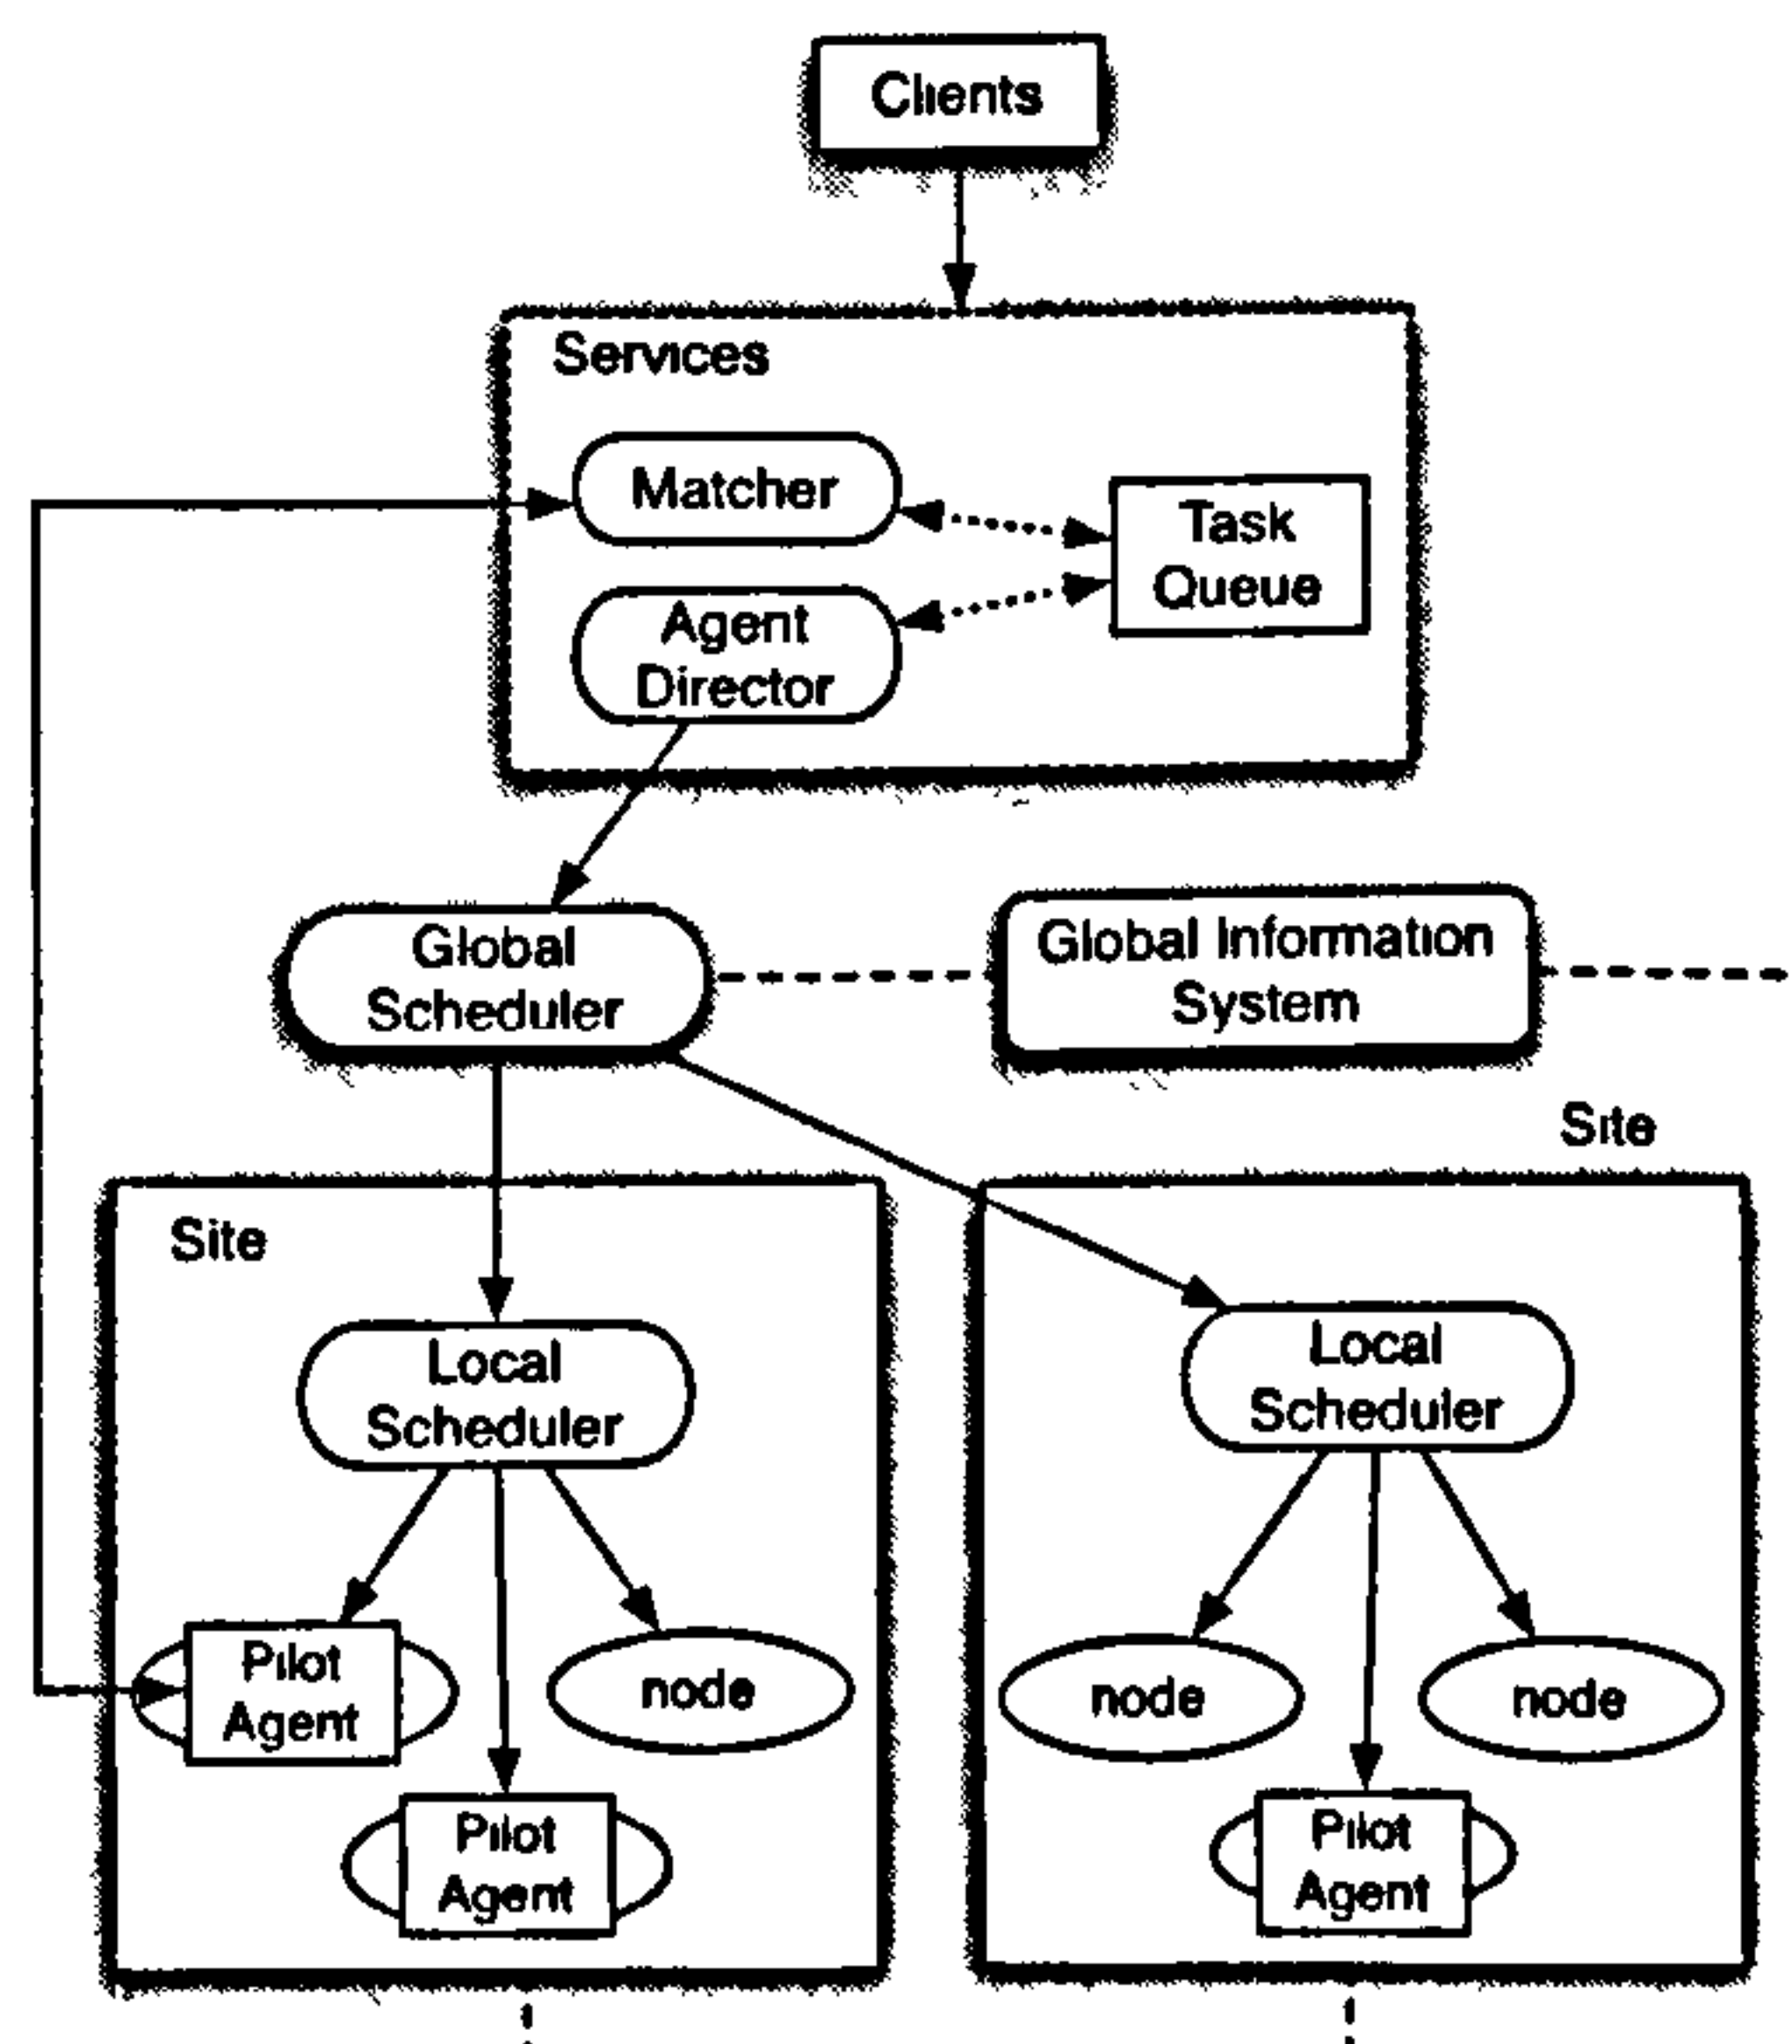 Clients
Services
Matcher
Task
Queue
Agent
Director
Global
Scheduler
Global Information
System
Site
Site
Local
Scheduler
Local
Scheduler
Pilot
Agent
node
node
node
Pilot
Agent
Pilot
Agent